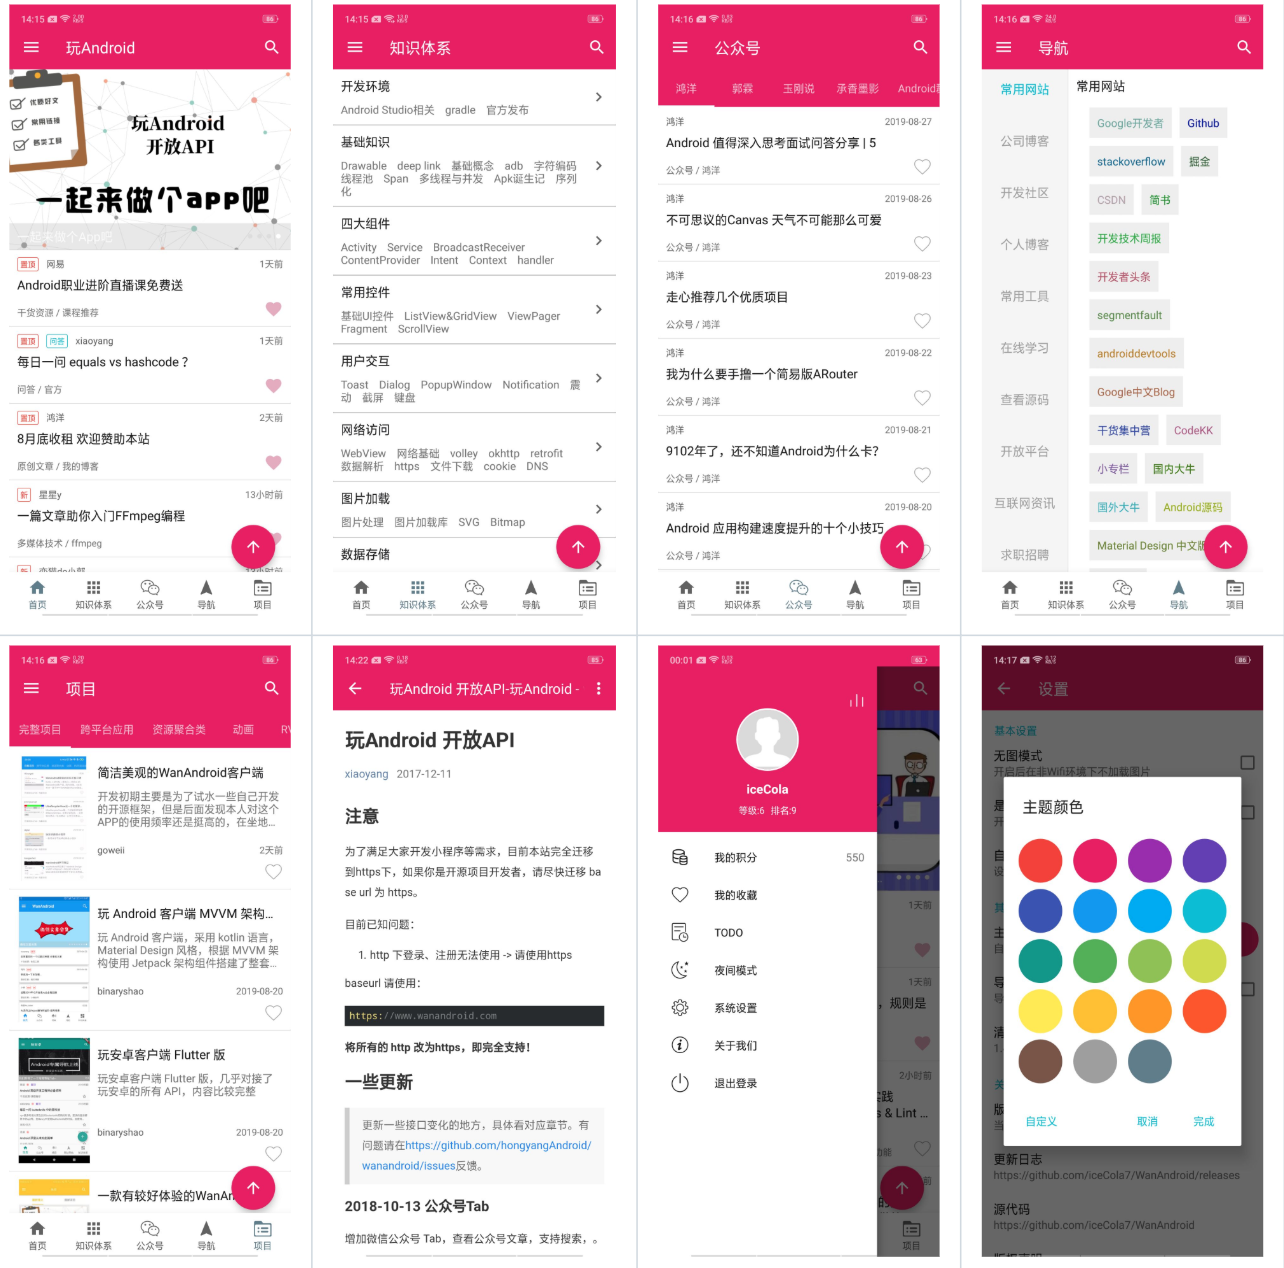 14:15
86
玩Android
优质好文
常用链接
各类工具
玩Android
开放API
一起来做个app吧
一起来做个App吧
置顶 网易 1天前
Android职业进阶直播课免费送
干货资源 / 课程推荐
置顶 问答 xiaoyang 1天前
每日一问 equals vs hashcode ?
问答 / 官方
置顶 鸿洋 2天前
8月底收租 欢迎赞助本站
原创文章 / 我的博客
新 星星y 13小时前
一篇文章助你入门FFmpeg编程
多媒体技术 / ffmpeg
首页 知识体系 公众号 导航 项目
14:15
86
知识体系
开发环境
Android Studio相关 gradle 官方发布
基础知识
Drawable deep link 基础概念 adb 字符编码
线程池 Span 多线程与并发 Apk诞生记 序列
化
四大组件
Activity Service BroadcastReceiver
ContentProvider Intent Context handler
常用控件
基础UI控件 ListView&GridView ViewPager
Fragment ScrollView
用户交互
Toast Dialog PopupWindow Notification 震
动 截屏 键盘
网络访问
WebView 网络基础 volley okhttp retrofit
数据解析 https 文件下载 cookie DNS
图片加载
图片处理 图片加载库 SVG Bitmap
数据存储
首页 知识体系 公众号 导航 项目
14:16
86
公众号
鸿洋 郭霖 玉刚说 承香墨影 Android
鸿洋 2019-08-27
Android 值得深入思考面试问答分享 | 5
公众号 / 鸿洋
鸿洋 2019-08-26
不可思议的Canvas 天气不可能那么可爱
公众号 / 鸿洋
鸿洋 2019-08-23
走心推荐几个优质项目
公众号 / 鸿洋
鸿洋 2019-08-22
我为什么要手撸一个简易版ARouter
公众号 / 鸿洋
鸿洋 2019-08-21
9102年了，还不知道Android为什么卡?
公众号 / 鸿洋
鸿洋 2019-08-20
Android 应用构建速度提升的十个小技巧
公众号 / 鸿洋
首页 知识体系 公众号 导航 项目
14:16
86
导航
常用网站
公司博客
开发社区
个人博客
常用工具
在线学习
查看源码
开放平台
互联网资讯
求职招聘
常用网站
Google开发者 Github
stackoverflow 掘金
CSDN 简书
开发技术周报
开发者头条
segmentfault
androiddevtools
Google中文Blog
干货集中营 CodeKK
小专栏 国内大牛
国外大牛 Android源码
Material Design 中文版
首页 知识体系 公众号 导航 项目
14:16
86
项目
完整项目 跨平台应用 资源聚合类 动画 RV
简洁美观的WanAndroid客户端
开发初期主要是为了试水一些自己开发
的开源框架，但是后面发现本人对这个
APP的使用频率还是挺高的，在坐地...
goweii 2天前
玩 Android 客户端 MVVM 架构...
玩 Android 客户端，采用 kotlin 语言，
Material Design 风格，根据 MVVM 架
构使用 Jetpack 架构组件搭建了整套...
binaryshao 2019-08-20
玩安卓客户端 Flutter 版
玩安卓客户端 Flutter 版，几乎对接了
玩安卓的所有 API，内容比较完整
binaryshao 2019-08-20
一款有较好体验的WanAn
首页 知识体系 公众号 导航 项目
14:22
85
玩Android 开放API-玩Android -
玩Android 开放API
xiaoyang 2017-12-11
注意
为了满足大家开发小程序等需求，目前本站完全迁移
到https下，如果你是开源项目开发者，请尽快迁移 ba
se url 为 https。
目前已知问题：
1. http 下登录、注册无法使用 -> 请使用https
baseurl 请使用：
https://www.wanandroid.com
将所有的 http 改为https，即完全支持！
一些更新
更新一些接口变化的地方，具体看对应章节。有
问题请在https://github.com/hongyangAndroid/
wanandroid/issues反馈。
2018-10-13 公众号Tab
增加微信公众号 Tab，查看公众号文章，支持搜索，。
00:01
iceCola
等级:6 排名:9
我的积分 550
我的收藏
TODO
夜间模式
系统设置
关于我们
退出登录
1天前
，规则是
2小时前
实践
s & Lint ...
项目
14:17
86
设置
基本设置
无图模式
开启后在非Wifi环境下不加载图片
主题颜色
自定义 取消 完成
更新日志
https://github.com/iceCola7/WanAndroid/releases
源代码
https://github.com/iceCola7/WanAndroid